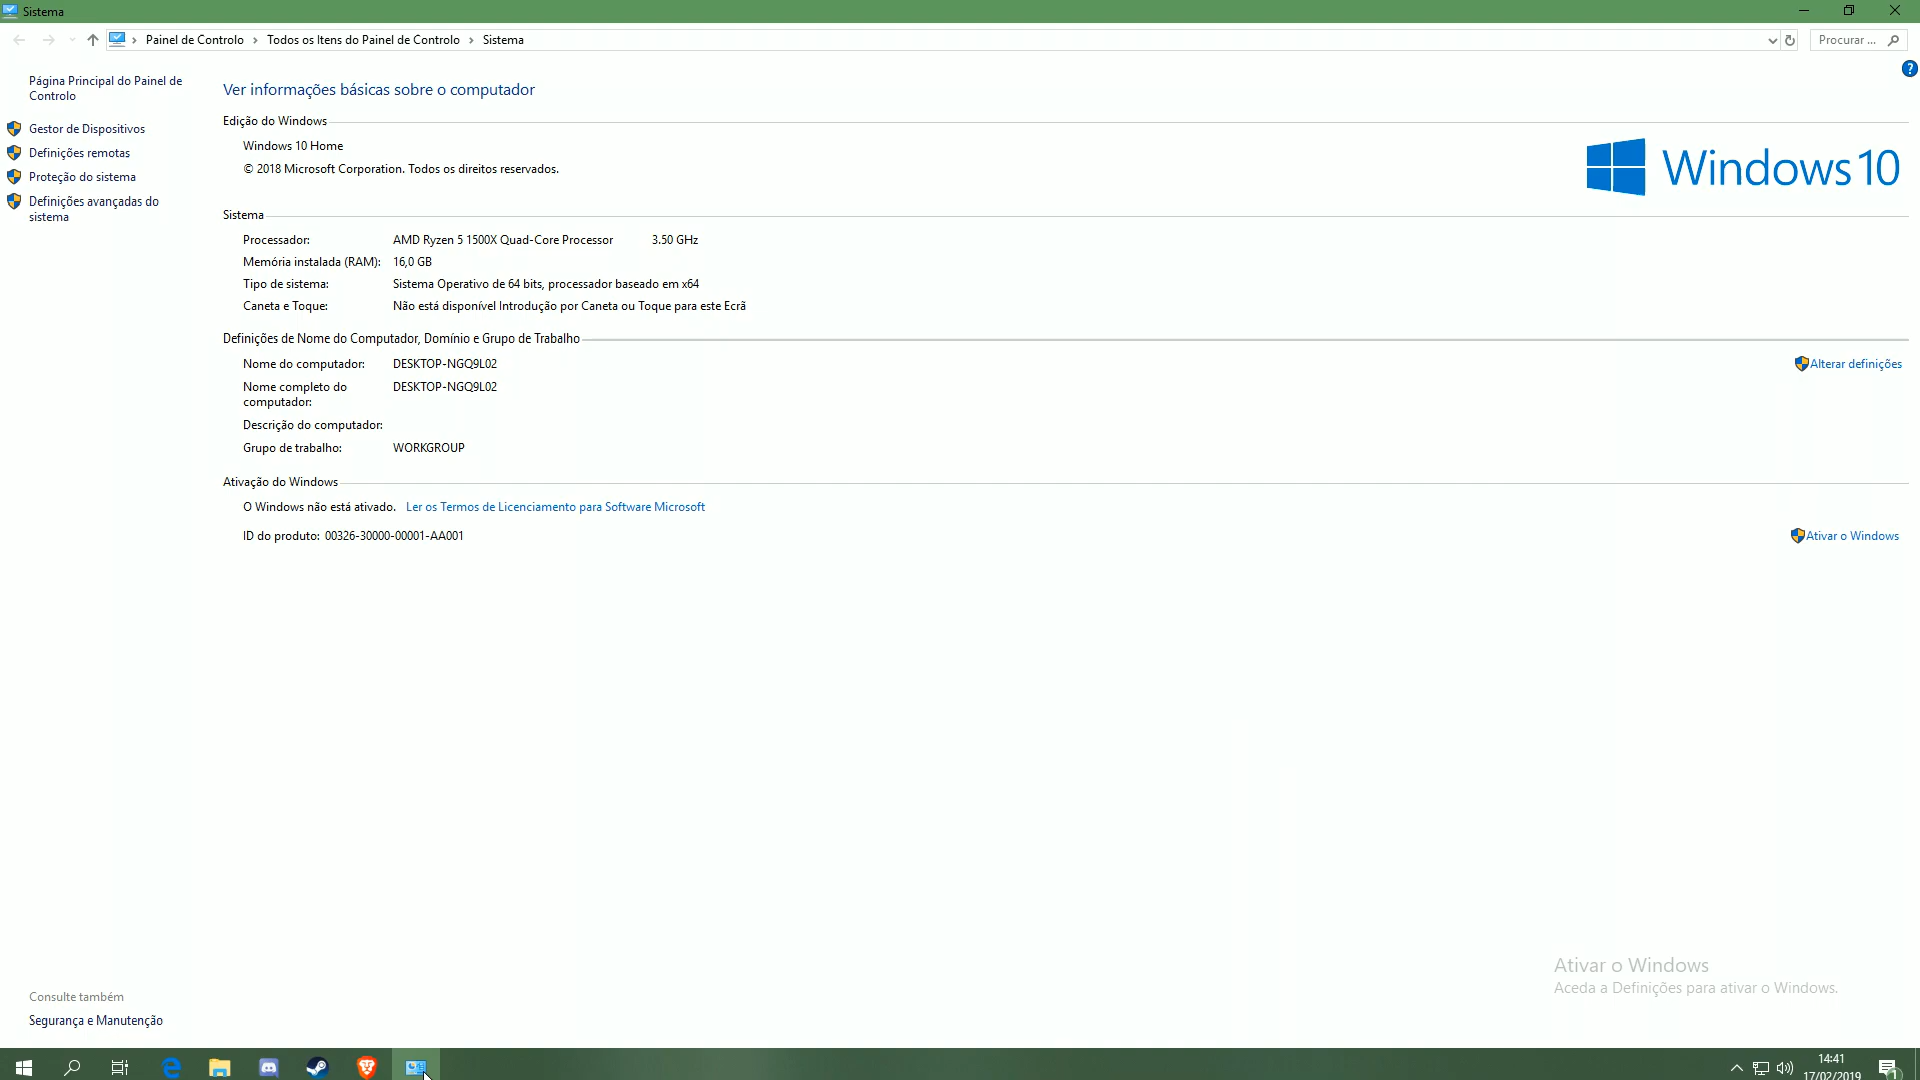 Sistema
Painel de Controlo > Todos os Itens do Painel de Controlo > Sistema
Procurar ...
Página Principal do Painel de
Controlo
Gestor de Dispositivos
Definições remotas
Proteção do sistema
Definições avançadas do
sistema
Ver informações básicas sobre o computador
Edição do Windows
Windows 10 Home
© 2018 Microsoft Corporation. Todos os direitos reservados.
Windows 10
Sistema
Processador: AMD Ryzen 5 1500X Quad-Core Processor 3.50 GHz
Memória instalada (RAM): 16,0 GB
Tipo de sistema: Sistema Operativo de 64 bits, processador baseado em x64
Caneta e Toque: Não está disponível Introdução por Caneta ou Toque para este Ecrã
Definições de Nome do Computador, Domínio e Grupo de Trabalho
Nome do computador: DESKTOP-NGQ9L02
Alterar definições
Nome completo do
computador: DESKTOP-NGQ9L02
Descrição do computador:
Grupo de trabalho: WORKGROUP
Ativação do Windows
O Windows não está ativado. Ler os Termos de Licenciamento para Software Microsoft
ID do produto: 00326-30000-00001-AA001
Ativar o Windows
Ativar o Windows
Aceda a Definições para ativar o Windows.
Consulte também
Segurança e Manutenção
14:41
17/02/2019
1